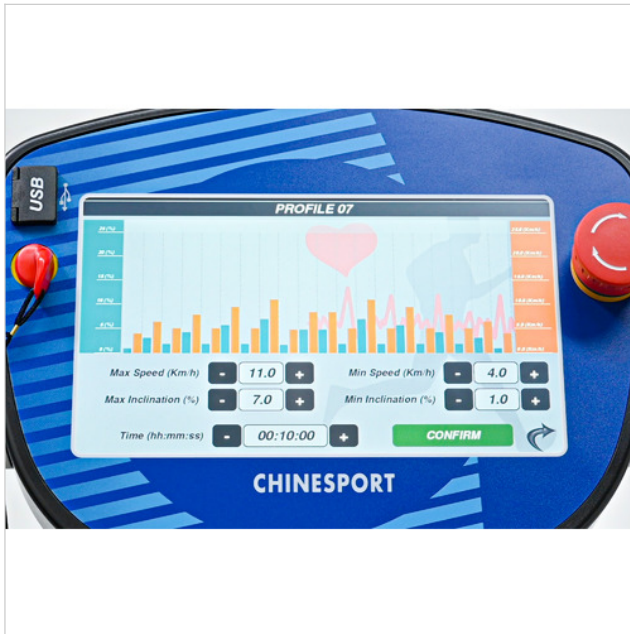 USB
PROFILE 07
Max Speed (Km/h) - 11.0 + Min Speed (Km/h) - 4.0 +
Max Inclination (%) - 7.0 + Min Inclination (%) - 1.0 +
Time (hh:mm:ss) - 00:10:00 + CONFIRM
CHINESPORT